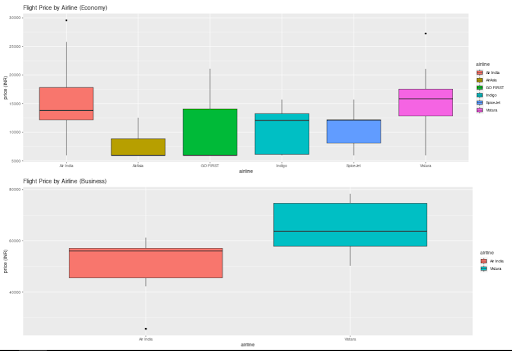 Flight Price by Airline (Economy)
price (INR)
30000
25000
20000
15000
10000
5000
Air India
AirAsia
GO FIRST
Indigo
SpiceJet
Vistara
airline
airline
Air India
AirAsia
GO FIRST
Indigo
SpiceJet
Vistara
Flight Price by Airline (Business)
price (INR)
80000
60000
40000
Air India
Vistara
airline
airline
Air India
Vistara